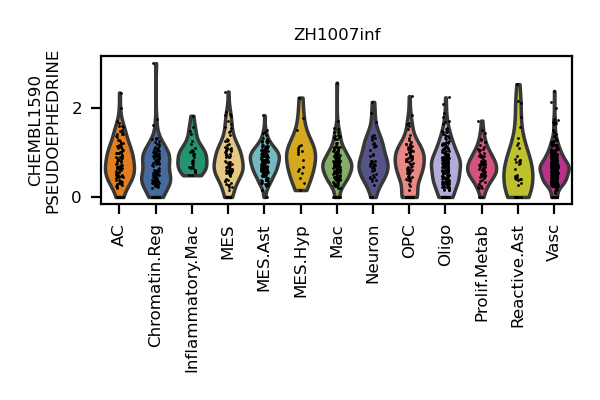 ZH1007inf
CHEMBL1590
PSEUDOEPHEDRINE
2
0
AC
Chromatin.Reg
Inflammatory.Mac
MES
MES.Ast
MES.Hyp
Mac
Neuron
OPC
Oligo
Prolif.Metab
Reactive.Ast
Vasc